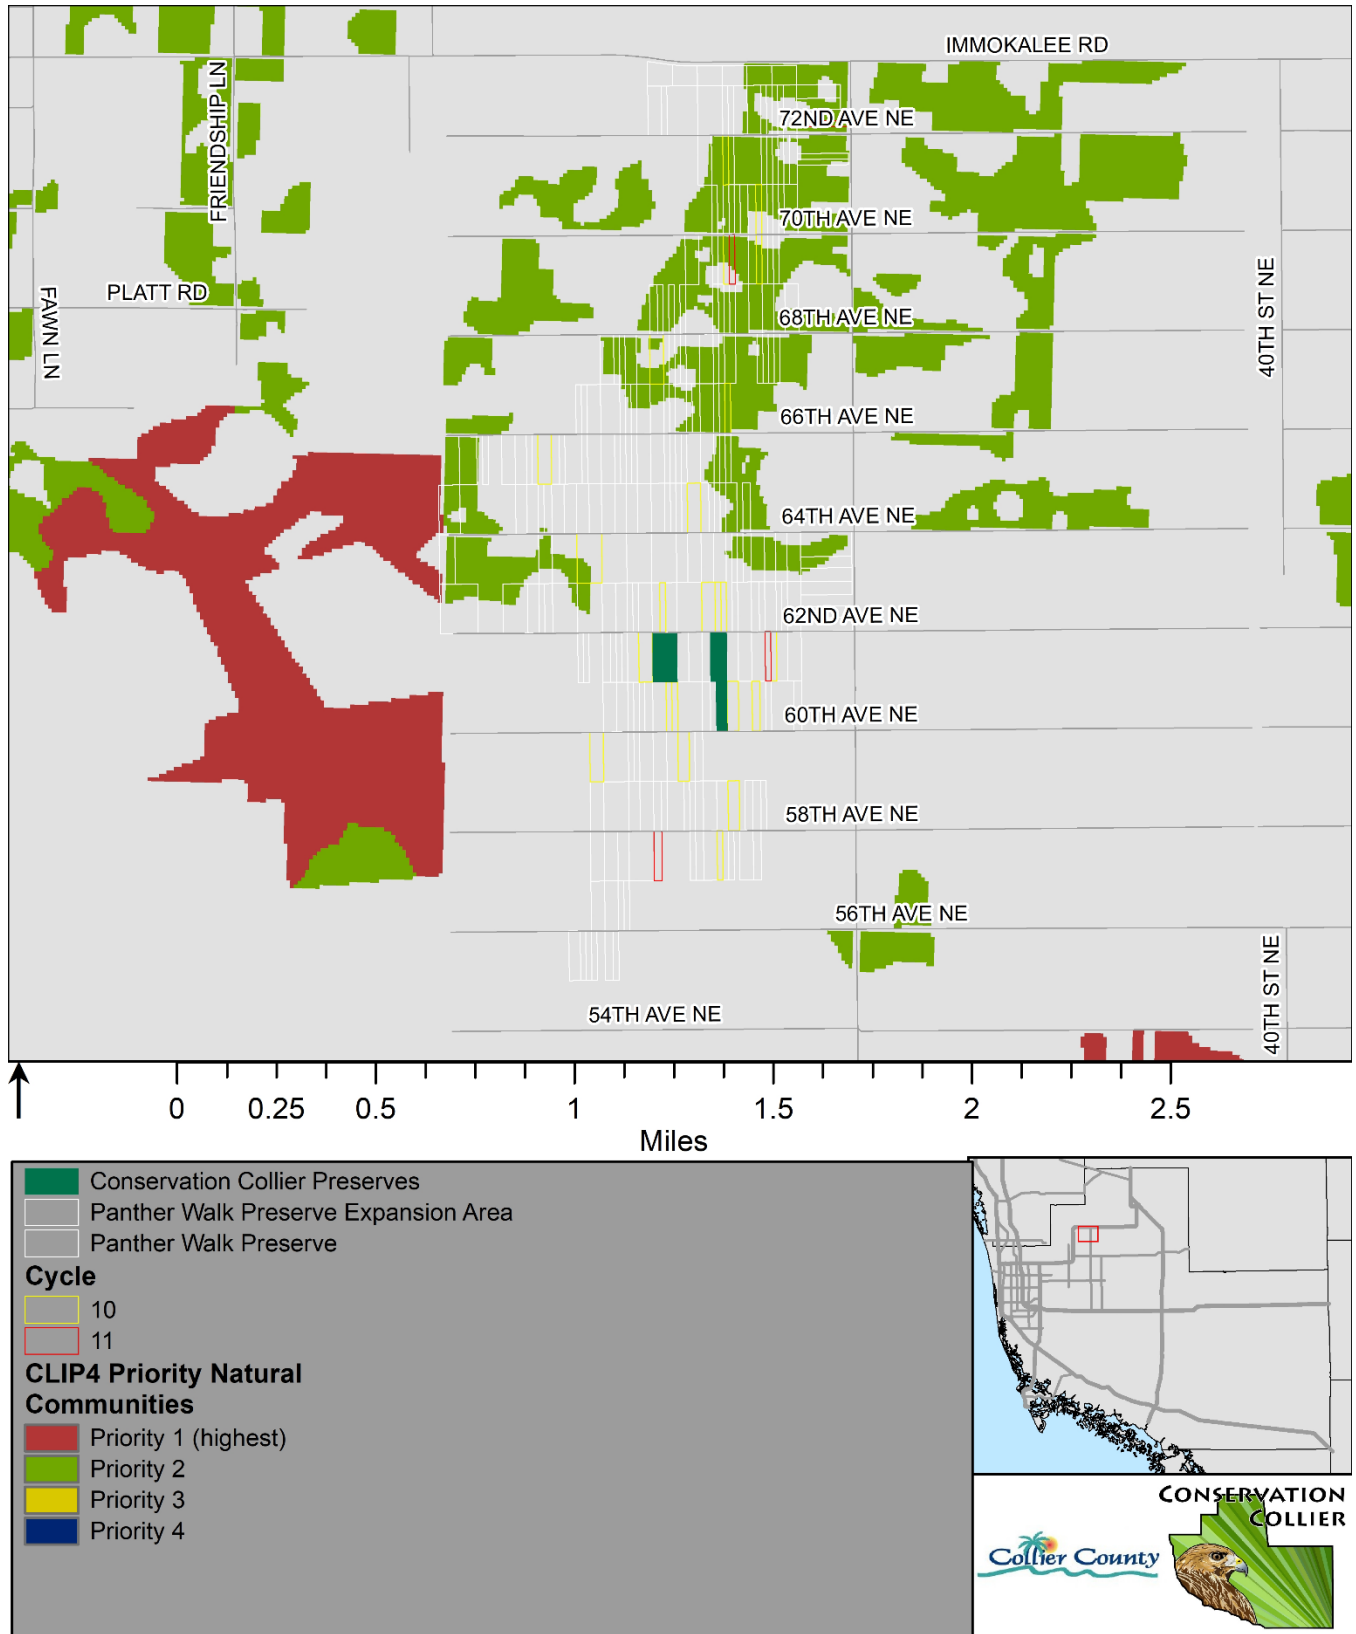 IMMOKALEE RD
FRIENDSHIP LN
72ND AVE NE
70TH AVE NE
40TH ST NE
PLATT RD
FAWN LN
68TH AVE NE
66TH AVE NE
64TH AVE NE
62ND AVE NE
60TH AVE NE
58TH AVE NE
56TH AVE NE
40TH ST NE
54TH AVE NE
0 0.25 0.5 1 1.5 2 2.5
Miles
Conservation Collier Preserves
Panther Walk Preserve Expansion Area
Panther Walk Preserve
Cycle
10
11
CLIP4 Priority Natural
Communities
Priority 1 (highest)
Priority 2
Priority 3
Priority 4
CONSERVATION
COLLIER
Collier County